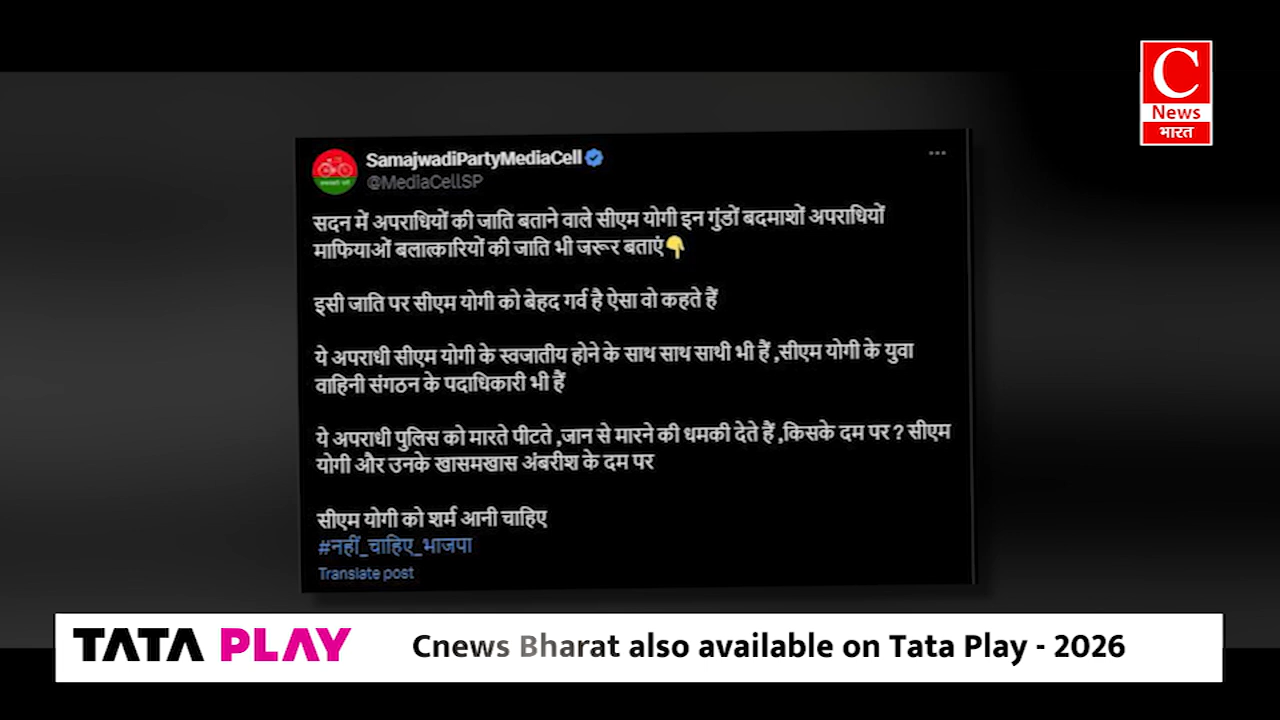 C
News
भारत
SamajwadiPartyMediaCell
@MediaCellSP
सदन में अपराधियों की जाति बताने वाले सीएम योगी इन गुंडों बदमाशों अपराधियों
माफियाओं बलात्कारियों की जाति भी जरूर बताएं👇
इसी जाति पर सीएम योगी को बेहद गर्व है ऐसा वो कहते हैं
ये अपराधी सीएम योगी के स्वजातीय होने के साथ साथ साथी भी हैं ,सीएम योगी के युवा
वाहिनी संगठन के पदाधिकारी भी हैं
ये अपराधी पुलिस को मारते पीटते ,जान से मारने की धमकी देते हैं ,किसके दम पर ? सीएम
योगी और उनके खासमखास अंबरीश के दम पर
सीएम योगी को शर्म आनी चाहिए
#नहीं_चाहिए_भाजपा
Translate post
TATA PLAY
Cnews Bharat also available on Tata Play - 2026